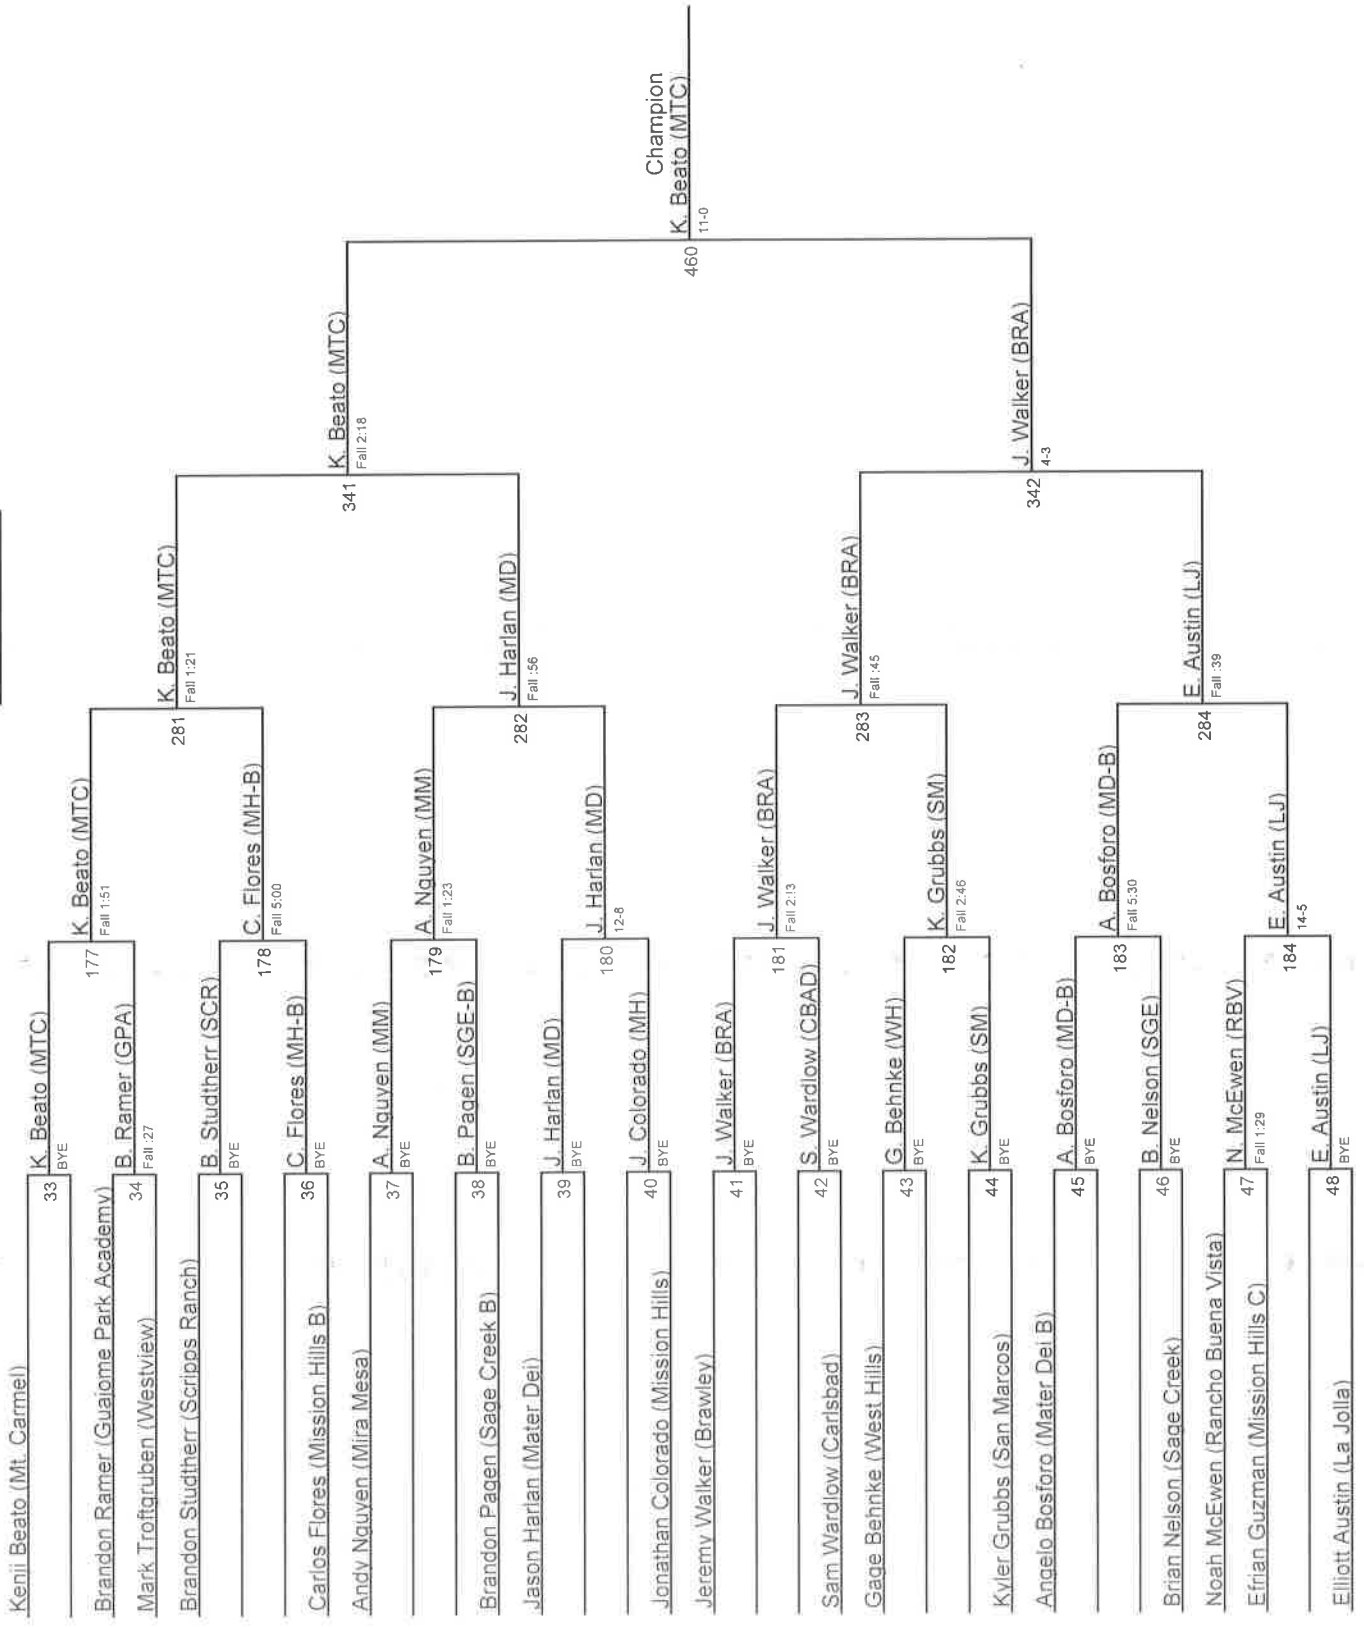 Kenji Beato (Mt. Carmel)
Brandon Ramer (Guajome Park Academy)
Mark Troftgruben (Westview)
Brandon Studtherr (Scripps Ranch)
Carlos Flores (Mission Hills B)
Andy Nguyen (Mira Mesa)
Brandon Pagen (Sage Creek B)
Jason Harlan (Mater Dei)
Jonathan Colorado (Mission Hills)
Jeremy Walker (Brawley)
Sam Wardlow (Carlsbad)
Gage Behnke (West Hills)
Kyler Grubbs (San Marcos)
Angelo Bosforo (Mater Dei B)
Brian Nelson (Sage Creek)
Noah McEwen (Rancho Buena Vista)
Efrian Guzman (Mission Hills C)
Elliott Austin (La Jolla)
33
K. Beato (MTC)
BYE
34
B. Ramer (GPA)
Fall :27
35
B. Studtherr (SCR)
BYE
36
C. Flores (MH-B)
BYE
37
A. Nguyen (MM)
BYE
38
B. Pagen (SGE-B)
BYE
39
J. Harlan (MD)
BYE
40
J. Colorado (MH)
BYE
41
J. Walker (BRA)
BYE
42
S. Wardlow (CBAD)
BYE
43
G. Behnke (WH)
BYE
44
K. Grubbs (SM)
BYE
45
A. Bosforo (MD-B)
BYE
46
B. Nelson (SGE)
BYE
47
N. McEwen (RBV)
Fall 1:29
48
E. Austin (LJ)
BYE
177
K. Beato (MTC)
Fall 1:51
178
C. Flores (MH-B)
Fall 5:00
179
A. Nguyen (MM)
Fall 1:23
180
J. Harlan (MD)
12-8
181
J. Walker (BRA)
Fall 2:13
182
K. Grubbs (SM)
Fall 2:46
183
A. Bosforo (MD-B)
Fall 5:30
184
E. Austin (LJ)
14-5
281
K. Beato (MTC)
Fall 1:21
282
J. Harlan (MD)
Fall :56
283
J. Walker (BRA)
Fall :45
284
E. Austin (LJ)
Fall :39
341
K. Beato (MTC)
Fall 2:18
342
J. Walker (BRA)
4-3
460
Champion
K. Beato (MTC)
11-0